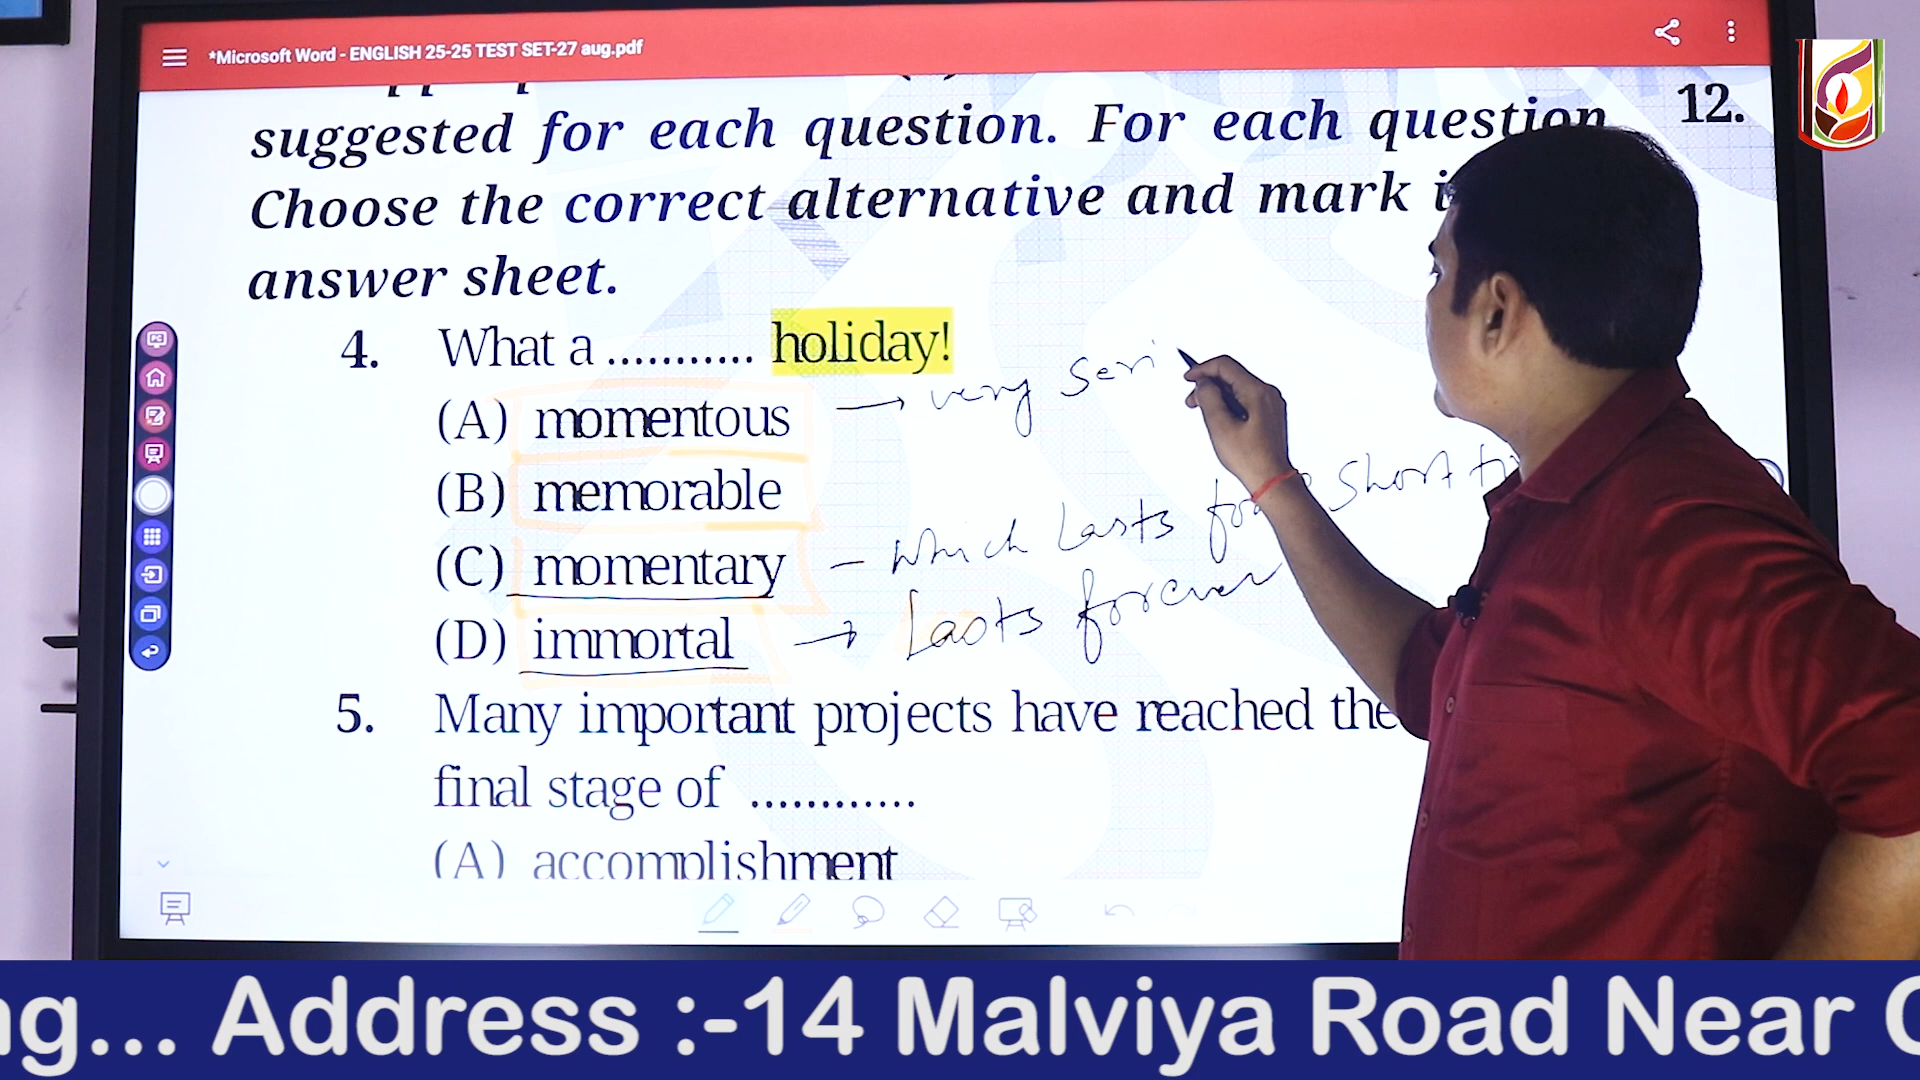 *Microsoft Word - ENGLISH 25-25 TEST SET-27 aug.pdf
suggested for each question. For each question
12.
Choose the correct alternative and mark
answer sheet.
4. What a ........... holiday!
(A) momentous → very seri
(B) memorable
(C) momentary – which Lasts for short
(D) immortal → Lasts forever
5. Many important projects have reached the
final stage of ............
(A) accomplishment
Address :-14 Malviya Road Near